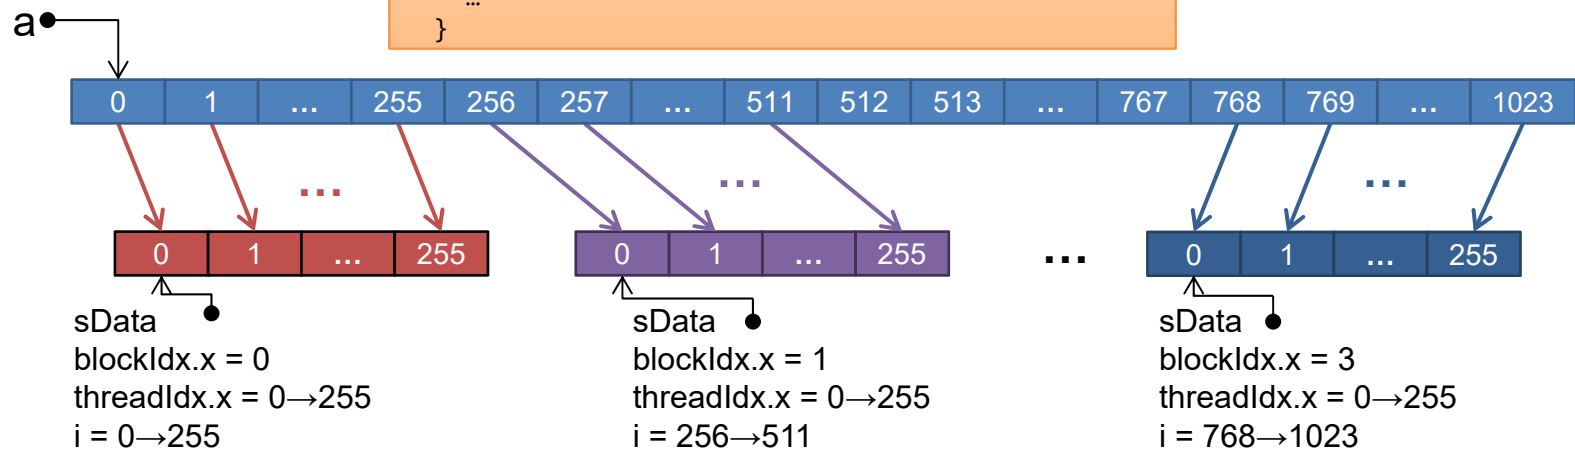 …
}
a
0 1 … 255 256 257 … 511 512 513 … 767 768 769 … 1023
… … …
0 1 … 255 0 1 … 255 … 0 1 … 255
sData
blockIdx.x = 0
threadIdx.x = 0→255
i = 0→255
sData
blockIdx.x = 1
threadIdx.x = 0→255
i = 256→511
sData
blockIdx.x = 3
threadIdx.x = 0→255
i = 768→1023